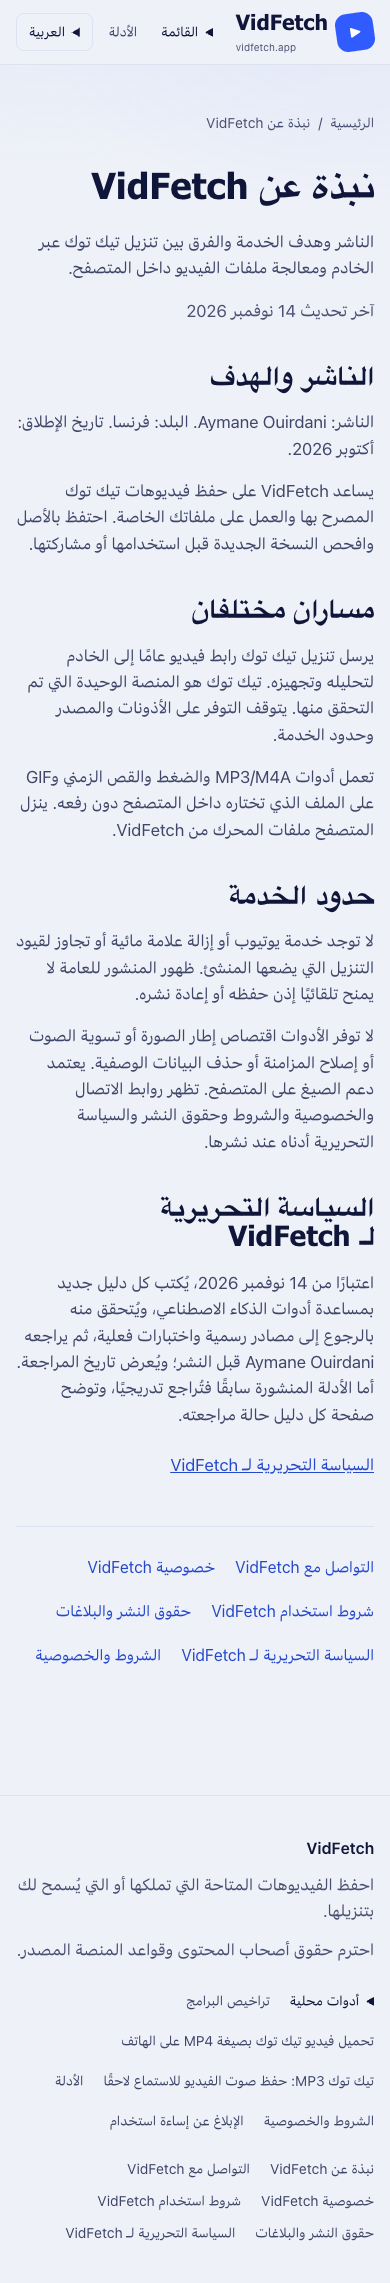 VidFetch
vidfetch.app
القائمة
الأدلة
العربية
الرئيسية / نبذة عن VidFetch
نبذة عن VidFetch
الناشر وهدف الخدمة والفرق بين تنزيل تيك توك عبر
الخادم ومعالجة ملفات الفيديو داخل المتصفح.
آخر تحديث 14 نوفمبر 2026
الناشر والهدف
الناشر: Aymane Ouirdani. البلد: فرنسا. تاريخ الإطلاق:
أكتوبر 2026.
يساعد VidFetch على حفظ فيديوهات تيك توك
المصرح بها والعمل على ملفاتك الخاصة. احتفظ بالأصل
وافحص النسخة الجديدة قبل استخدامها أو مشاركتها.
مساران مختلفان
يرسل تنزيل تيك توك رابط فيديو عامًا إلى الخادم
لتحليله وتجهيزه. تيك توك هو المنصة الوحيدة التي تم
التحقق منها. يتوقف التوفر على الأذونات والمصدر
وحدود الخدمة.
تعمل أدوات MP3/M4A والضغط والقص الزمني وGIF
على الملف الذي تختاره داخل المتصفح دون رفعه. ينزل
المتصفح ملفات المحرك من VidFetch.
حدود الخدمة
لا توجد خدمة يوتيوب أو إزالة علامة مائية أو تجاوز لقيود
التنزيل التي يضعها المنشئ. ظهور المنشور للعامة لا
يمنح تلقائيًا إذن حفظه أو إعادة نشره.
لا توفر الأدوات اقتصاص إطار الصورة أو تسوية الصوت
أو إصلاح المزامنة أو حذف البيانات الوصفية. يعتمد
دعم الصيغ على المتصفح. تظهر روابط الاتصال
والخصوصية والشروط وحقوق النشر والسياسة
التحريرية أدناه عند نشرها.
السياسة التحريرية
لـ VidFetch
اعتبارًا من 14 نوفمبر 2026، يُكتب كل دليل جديد
بمساعدة أدوات الذكاء الاصطناعي، ويُتحقق منه
بالرجوع إلى مصادر رسمية واختبارات فعلية، ثم يراجعه
Aymane Ouirdani قبل النشر؛ ويُعرض تاريخ المراجعة.
أما الأدلة المنشورة سابقًا فتُراجع تدريجيًا، وتوضح
صفحة كل دليل حالة مراجعته.
السياسة التحريرية لـ VidFetch
التواصل مع VidFetch خصوصية VidFetch
شروط استخدام VidFetch حقوق النشر والبلاغات
السياسة التحريرية لـ VidFetch الشروط والخصوصية
VidFetch
احفظ الفيديوهات المتاحة التي تملكها أو التي يُسمح لك
بتنزيلها.
احترم حقوق أصحاب المحتوى وقواعد المنصة المصدر.
أدوات محلية تراخيص البرامج
تحميل فيديو تيك توك بصيغة MP4 على الهاتف
تيك توك MP3: حفظ صوت الفيديو للاستماع لاحقًا الأدلة
الشروط والخصوصية الإبلاغ عن إساءة استخدام
نبذة عن VidFetch التواصل مع VidFetch
خصوصية VidFetch شروط استخدام VidFetch
حقوق النشر والبلاغات السياسة التحريرية لـ VidFetch